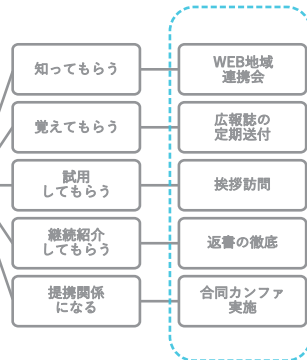 知ってもらう
WEB地域
連携会
覚えてもらう
広報誌の
定期送付
試用
してもらう
挨拶訪問
継続紹介
してもらう
返書の徹底
提携関係
になる
合同カンファ
実施